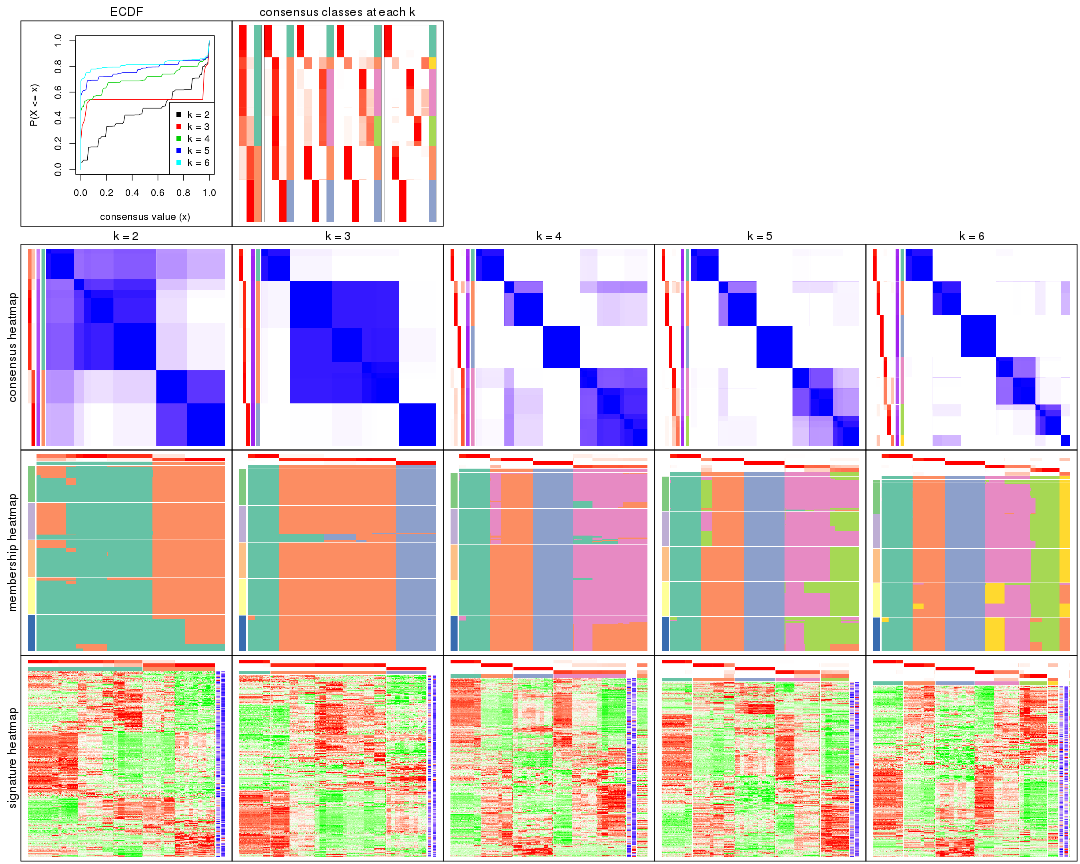 ECDF
consensus classes at each k
P(X <= x)
1.0
0.8
0.6
0.4
0.2
0.0
k = 2
k = 3
k = 4
k = 5
k = 6
0.0 0.2 0.4 0.6 0.8 1.0
consensus value (x)
k = 2
k = 3
k = 4
k = 5
k = 6
consensus heatmap
membership heatmap
signature heatmap